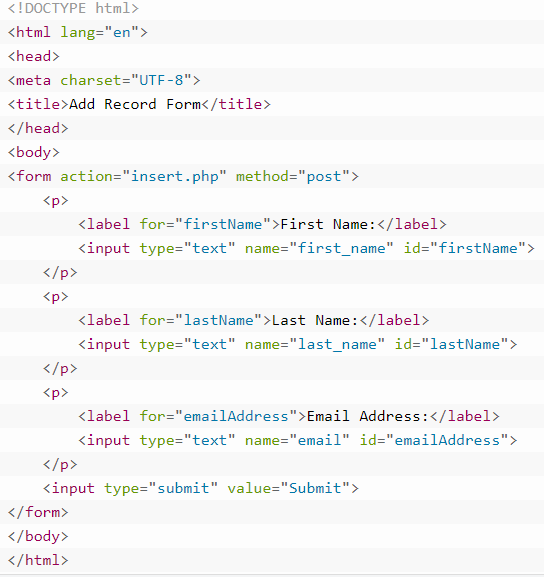 <!DOCTYPE html>
<html lang="en">
<head>
<meta charset="UTF-8">
<title>Add Record Form</title>
</head>
<body>
<form action="insert.php" method="post">
    <p>
        <label for="firstName">First Name:</label>
        <input type="text" name="first_name" id="firstName">
    </p>
    <p>
        <label for="lastName">Last Name:</label>
        <input type="text" name="last_name" id="lastName">
    </p>
    <p>
        <label for="emailAddress">Email Address:</label>
        <input type="text" name="email" id="emailAddress">
    </p>
    <input type="submit" value="Submit">
</form>
</body>
</html>